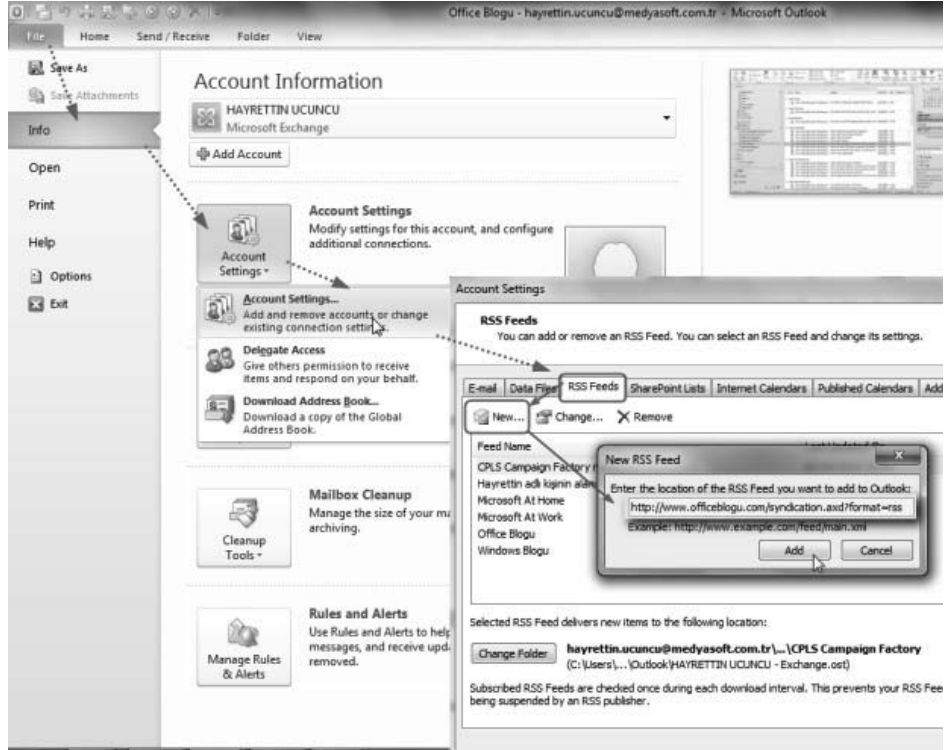 Office Blogu - hayrettin.ucuncu@medyasoft.com.tr - Microsoft Outlook
File Home Send / Receive Folder View
Save As
Save Attachments
Info
Open
Print
Help
Options
Exit
Account Information
HAYRETTIN UCUNCU
Microsoft Exchange
Add Account
Account Settings
Modify settings for this account, and configure
additional connections.
Account
Settings
Account Settings...
Add and remove accounts or change
existing connection settings.
Delegate Access
Give others permission to receive
items and respond on your behalf.
Download Address Book...
Download a copy of the Global
Address Book.
Mailbox Cleanup
Manage the size of your
archiving.
Cleanup
Tools
Rules and Alerts
Use Rules and Alerts to help
messages, and receive
removed.
Manage Rules
& Alerts
Account Settings
RSS Feeds
You can add or remove an RSS Feed. You can select an RSS Feed and change its settings.
E-mail Data Files RSS Feeds SharePoint Lists Internet Calendars Published Calendars Add
New... Change... Remove
Feed Name
CPLS Campaign Factory
Hayrettin adlı kişinin
Microsoft At Home
Microsoft At Work
Office Blogu
Windows Blogu
New RSS Feed
Enter the location of the RSS Feed you want to add to Outlook:
http://www.officeblogu.com/syndication.axd?format=rss
Example: http://www.example.com/feed/main.xml
Add Cancel
Selected RSS Feed delivers new items to the following location:
Change Folder hayrettin.ucuncu@medyasoft.com.tr\...\CPLS Campaign Factory
(C:\Users\...\Outlook\HAYRETTIN UCUNCU - Exchange.ost)
Subscribed RSS Feeds are checked once during each download interval. This prevents your RSS
being suspended by an RSS publisher.